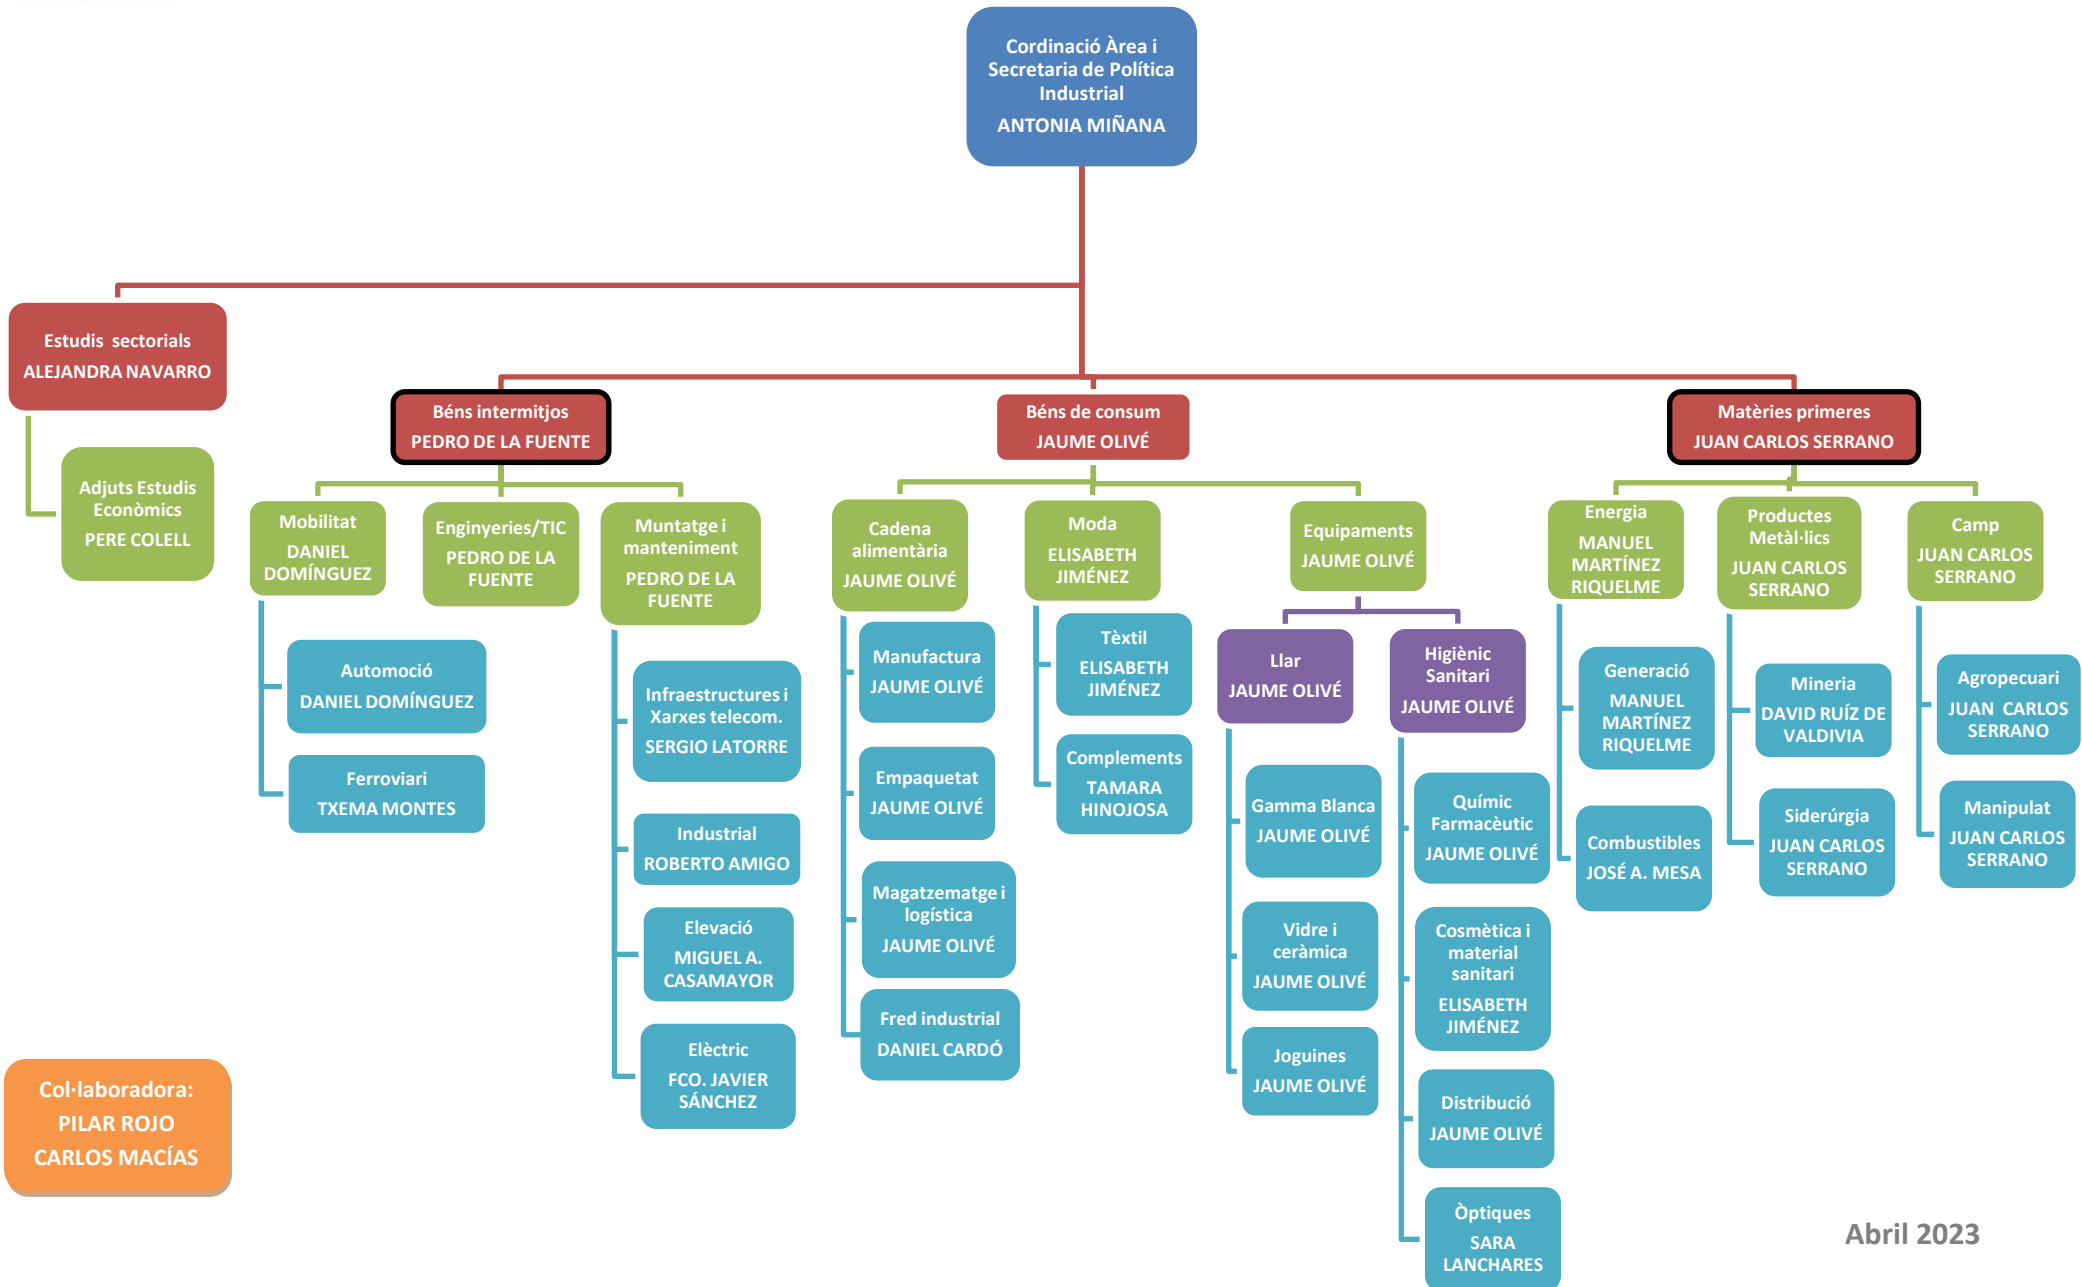 Cordinació Àrea i
Secretaria de Política
Industrial
ANTONIA MIÑANA
Estudis sectorials
ALEJANDRA NAVARRO
Adjuts Estudis
Econòmics
PERE COLELL
Béns intermitjos
PEDRO DE LA FUENTE
Mobilitat
DANIEL
DOMÍNGUEZ
Automoció
DANIEL DOMÍNGUEZ
Ferroviari
TXEMA MONTES
Enginyeries/TIC
PEDRO DE LA
FUENTE
Muntatge i
manteniment
PEDRO DE LA
FUENTE
Infraestructures i
Xarxes telecom.
SERGIO LATORRE
Industrial
ROBERTO AMIGO
Elevació
MIGUEL A.
CASAMAYOR
Elèctric
FCO. JAVIER
SÁNCHEZ
Béns de consum
JAUME OLIVÉ
Cadena
alimentària
JAUME OLIVÉ
Manufactura
JAUME OLIVÉ
Empaquetat
JAUME OLIVÉ
Magatzematge i
logística
JAUME OLIVÉ
Fred industrial
DANIEL CARDÓ
Moda
ELISABETH
JIMÉNEZ
Tèxtil
ELISABETH
JIMÉNEZ
Complements
TAMARA
HINOJOSA
Equipaments
JAUME OLIVÉ
Llar
JAUME OLIVÉ
Gamma Blanca
JAUME OLIVÉ
Vidre i
ceràmica
JAUME OLIVÉ
Joguines
JAUME OLIVÉ
Higiènic
Sanitari
JAUME OLIVÉ
Químic
Farmacèutic
JAUME OLIVÉ
Cosmètica i
material
sanitari
ELISABETH
JIMÉNEZ
Distribució
JAUME OLIVÉ
Òptiques
SARA
LANCHARES
Matèries primeres
JUAN CARLOS SERRANO
Energia
MANUEL
MARTÍNEZ
RIQUELME
Generació
MANUEL
MARTÍNEZ
RIQUELME
Combustibles
JOSÉ A. MESA
Productes
Metàl·lics
JUAN CARLOS
SERRANO
Mineria
DAVID RUÍZ DE
VALDIVIA
Siderúrgia
JUAN CARLOS
SERRANO
Camp
JUAN CARLOS
SERRANO
Agropecuari
JUAN CARLOS
SERRANO
Manipulat
JUAN CARLOS
SERRANO
Col·laboradora:
PILAR ROJO
CARLOS MACÍAS
Abril 2023